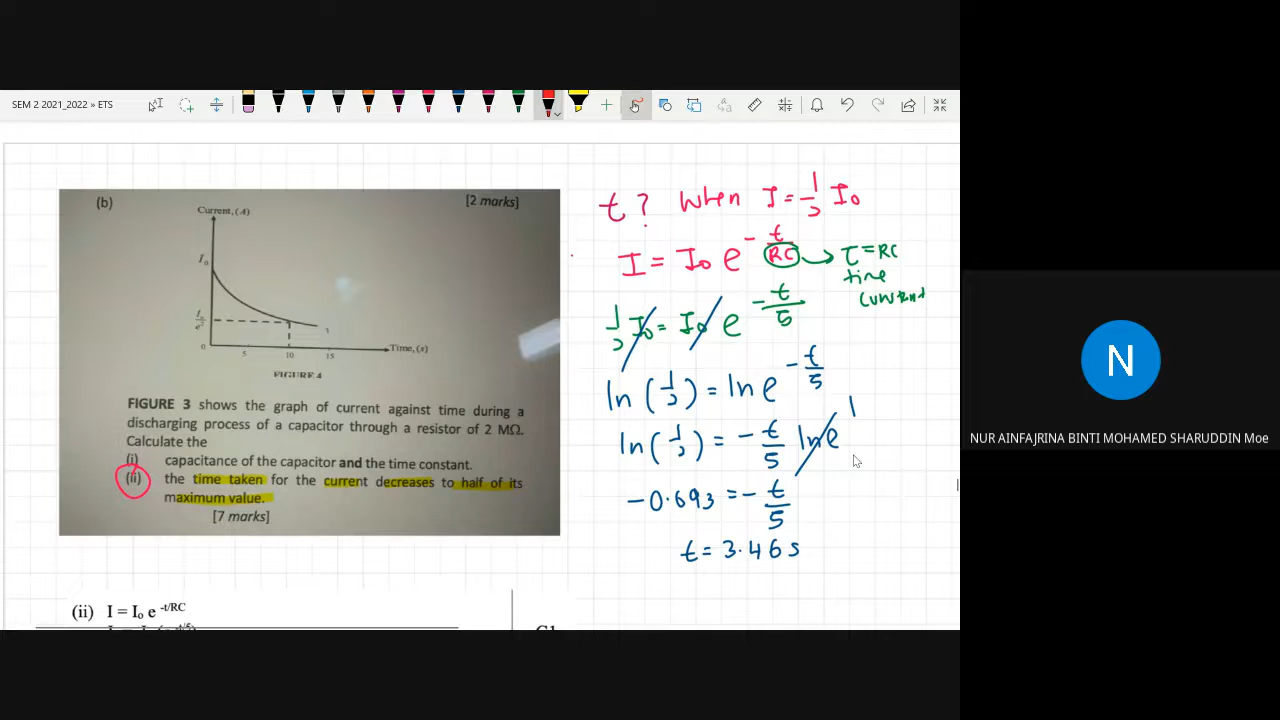 SEM 2 2021_2022 » ETS
(b)
[2 marks]
Current, (A)
I₀
I₀/e²
0
5
10
15
Time, (s)
FIGURE 4
FIGURE 3 shows the graph of current against time during a
discharging process of a capacitor through a resistor of 2 MΩ.
Calculate the
(i) capacitance of the capacitor and the time constant.
(ii) the time taken for the current decreases to half of its
maximum value.
[7 marks]
t? When I = ½ I₀
I = I₀ e^(-t/RC) → τ = RC
time
½ I₀ = I₀ e^(-t/5)
ln (½) = ln e^(-t/5)
ln (½) = - t/5 ln e 1
-0.693 = - t/5
t = 3.46 s
(ii) I = I₀ e -t/RC
NUR AINFAJRINA BINTI MOHAMED SHARUDDIN Moe
N